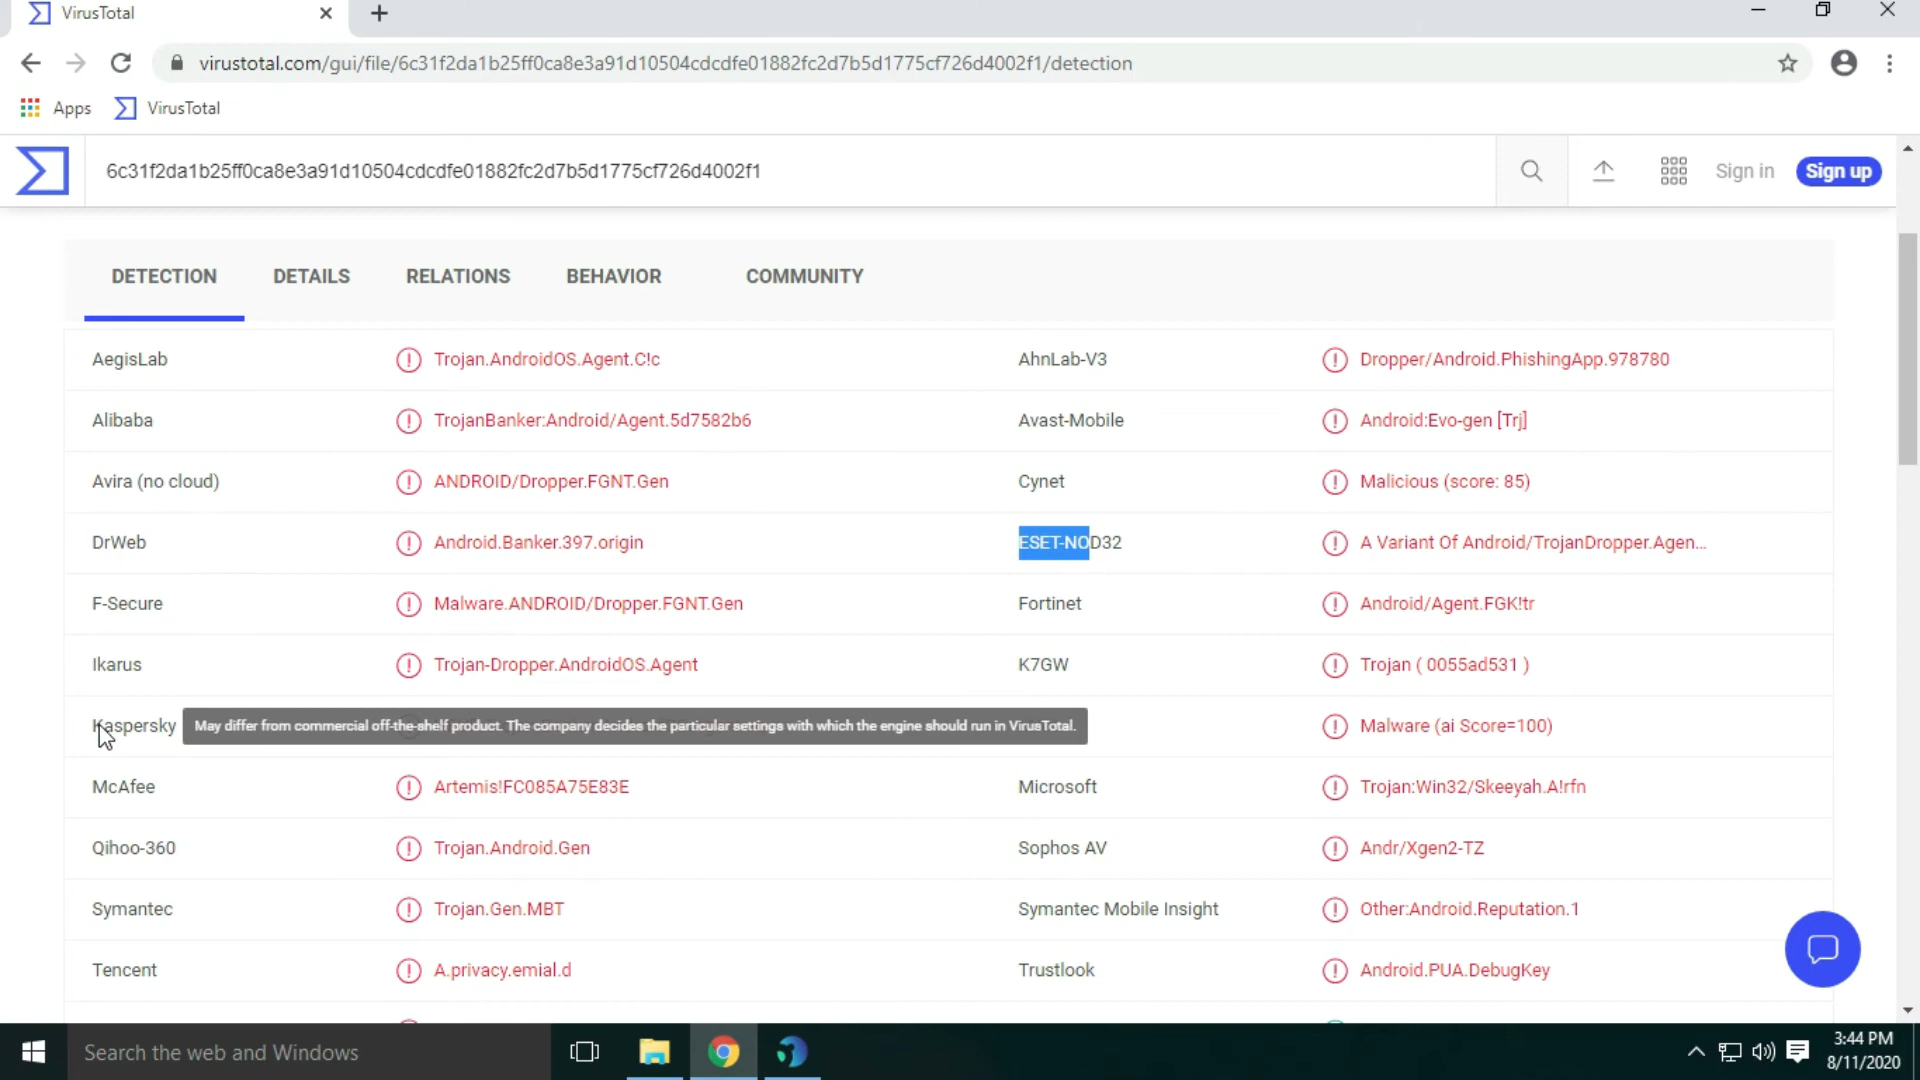 VirusTotal
virustotal.com/gui/file/6c31f2da1b25ff0ca8e3a91d10504cdcdfe01882fc2d7b5d1775cf726d4002f1/detection
Apps VirusTotal
6c31f2da1b25ff0ca8e3a91d10504cdcdfe01882fc2d7b5d1775cf726d4002f1 Sign in Sign up
DETECTION DETAILS RELATIONS BEHAVIOR COMMUNITY
AegisLab Trojan.AndroidOS.Agent.C!c AhnLab-V3 Dropper/Android.PhishingApp.978780
Alibaba TrojanBanker:Android/Agent.5d7582b6 Avast-Mobile Android:Evo-gen [Trj]
Avira (no cloud) ANDROID/Dropper.FGNT.Gen Cynet Malicious (score: 85)
DrWeb Android.Banker.397.origin ESET-NOD32 A Variant Of Android/TrojanDropper.Agen...
F-Secure Malware.ANDROID/Dropper.FGNT.Gen Fortinet Android/Agent.FGK!tr
Ikarus Trojan-Dropper.AndroidOS.Agent K7GW Trojan ( 0055ad531 )
Kaspersky May differ from commercial off-the-shelf product. The company decides the particular settings with which the engine should run in VirusTotal. Malware (ai Score=100)
McAfee Artemis!FC085A75E83E Microsoft Trojan:Win32/Skeeyah.A!rfn
Qihoo-360 Trojan.Android.Gen Sophos AV Andr/Xgen2-TZ
Symantec Trojan.Gen.MBT Symantec Mobile Insight Other:Android.Reputation.1
Tencent A.privacy.emial.d Trustlook Android.PUA.DebugKey
Search the web and Windows 3:44 PM
8/11/2020